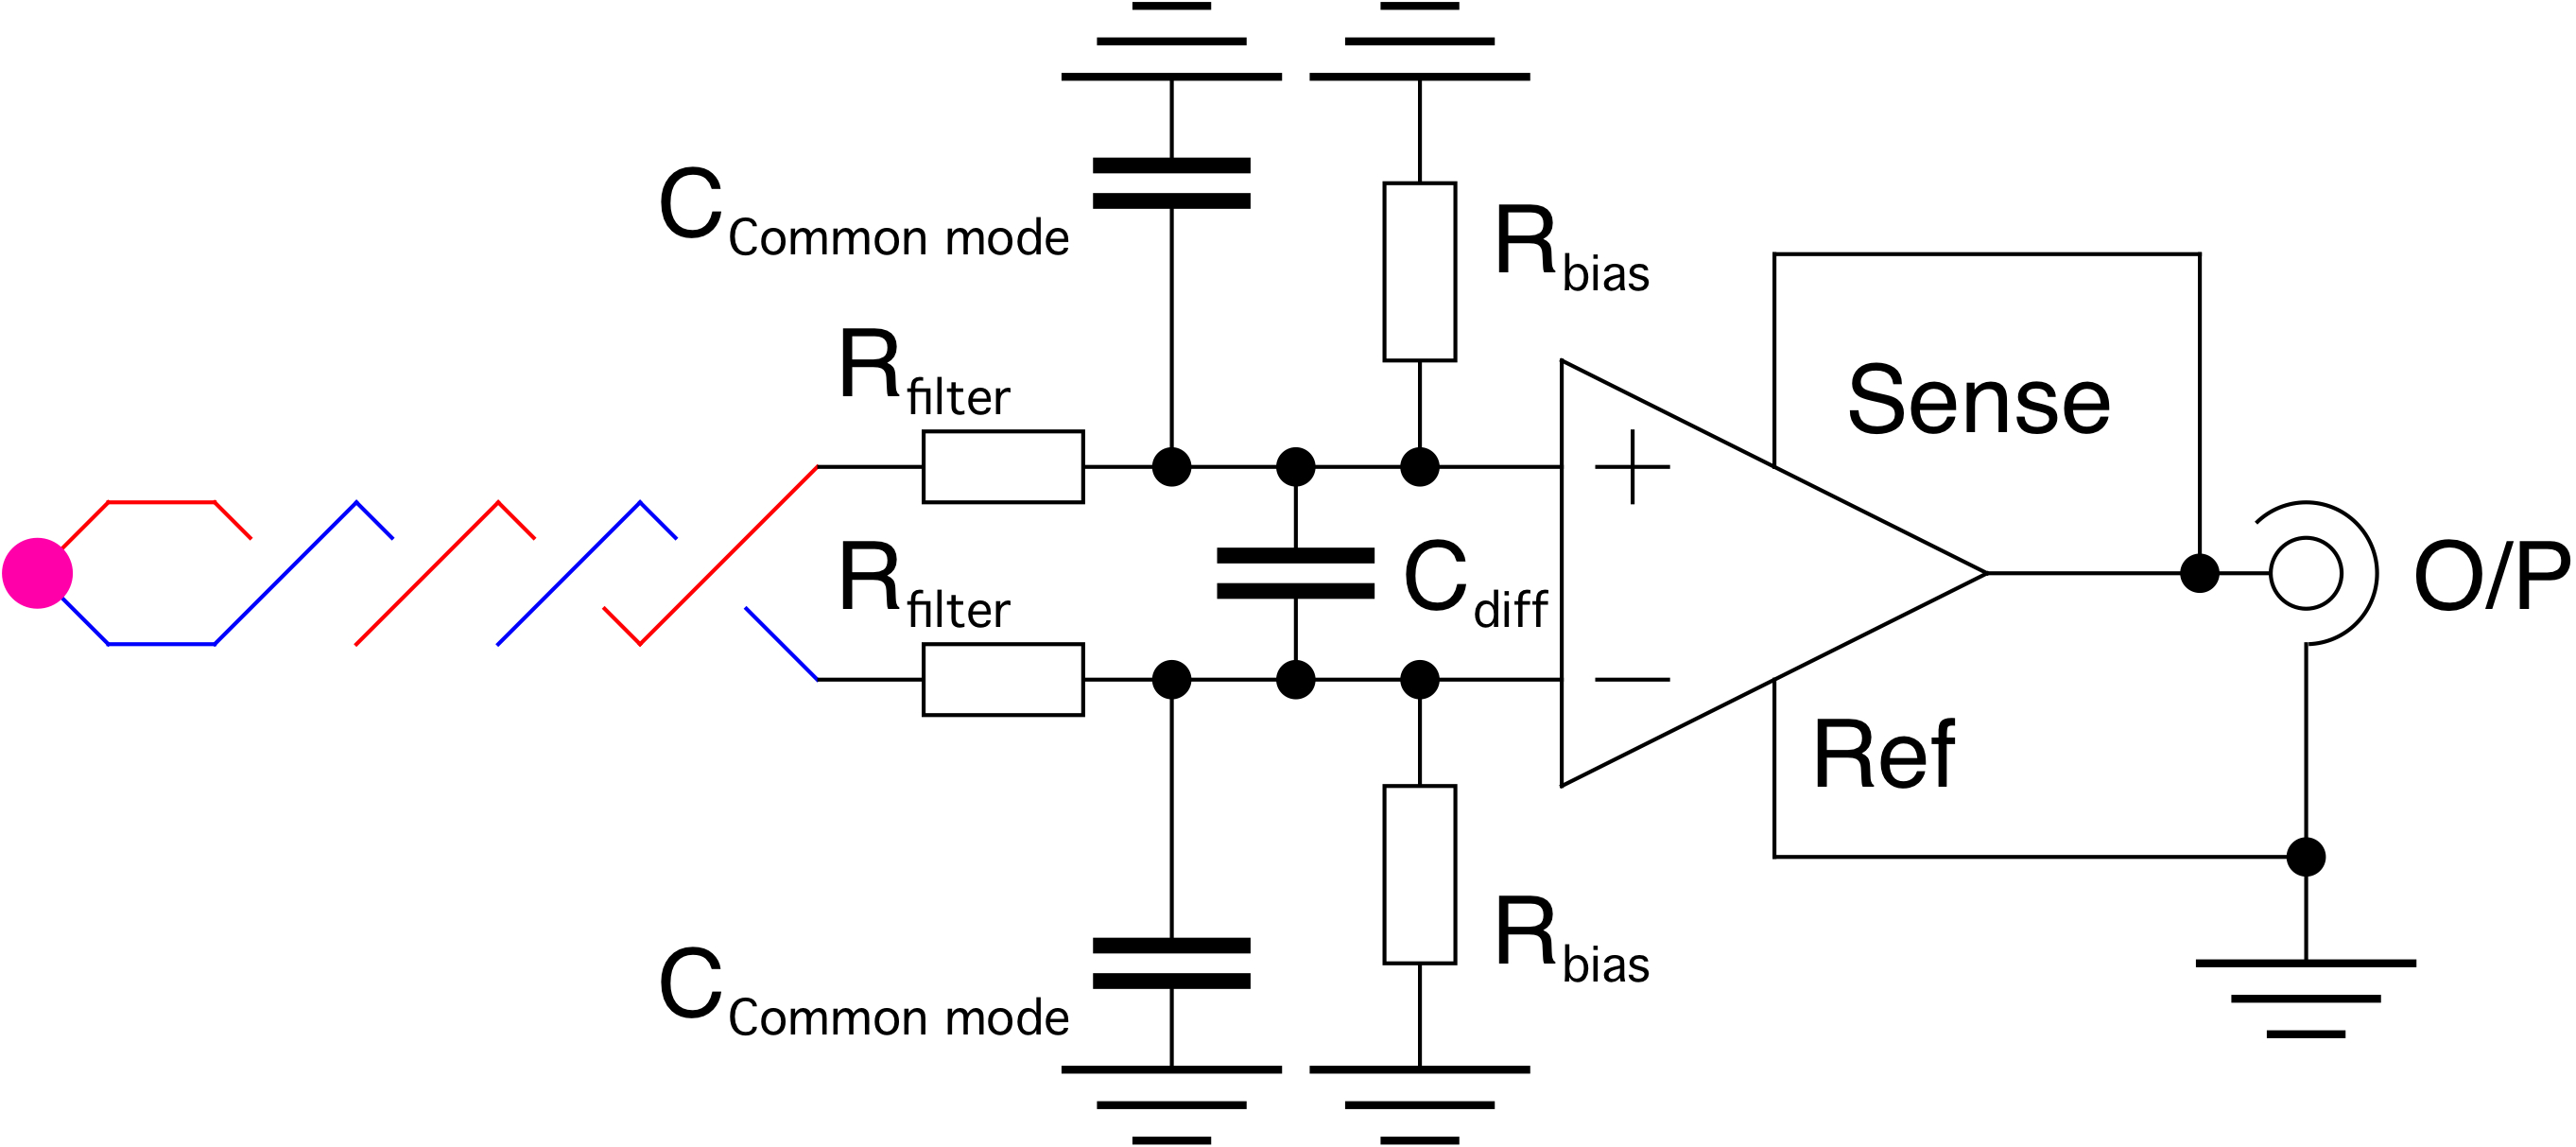 C Common mode
R bias
R filter
Sense
+
R filter
C diff
O/P
−
Ref
R bias
C Common mode